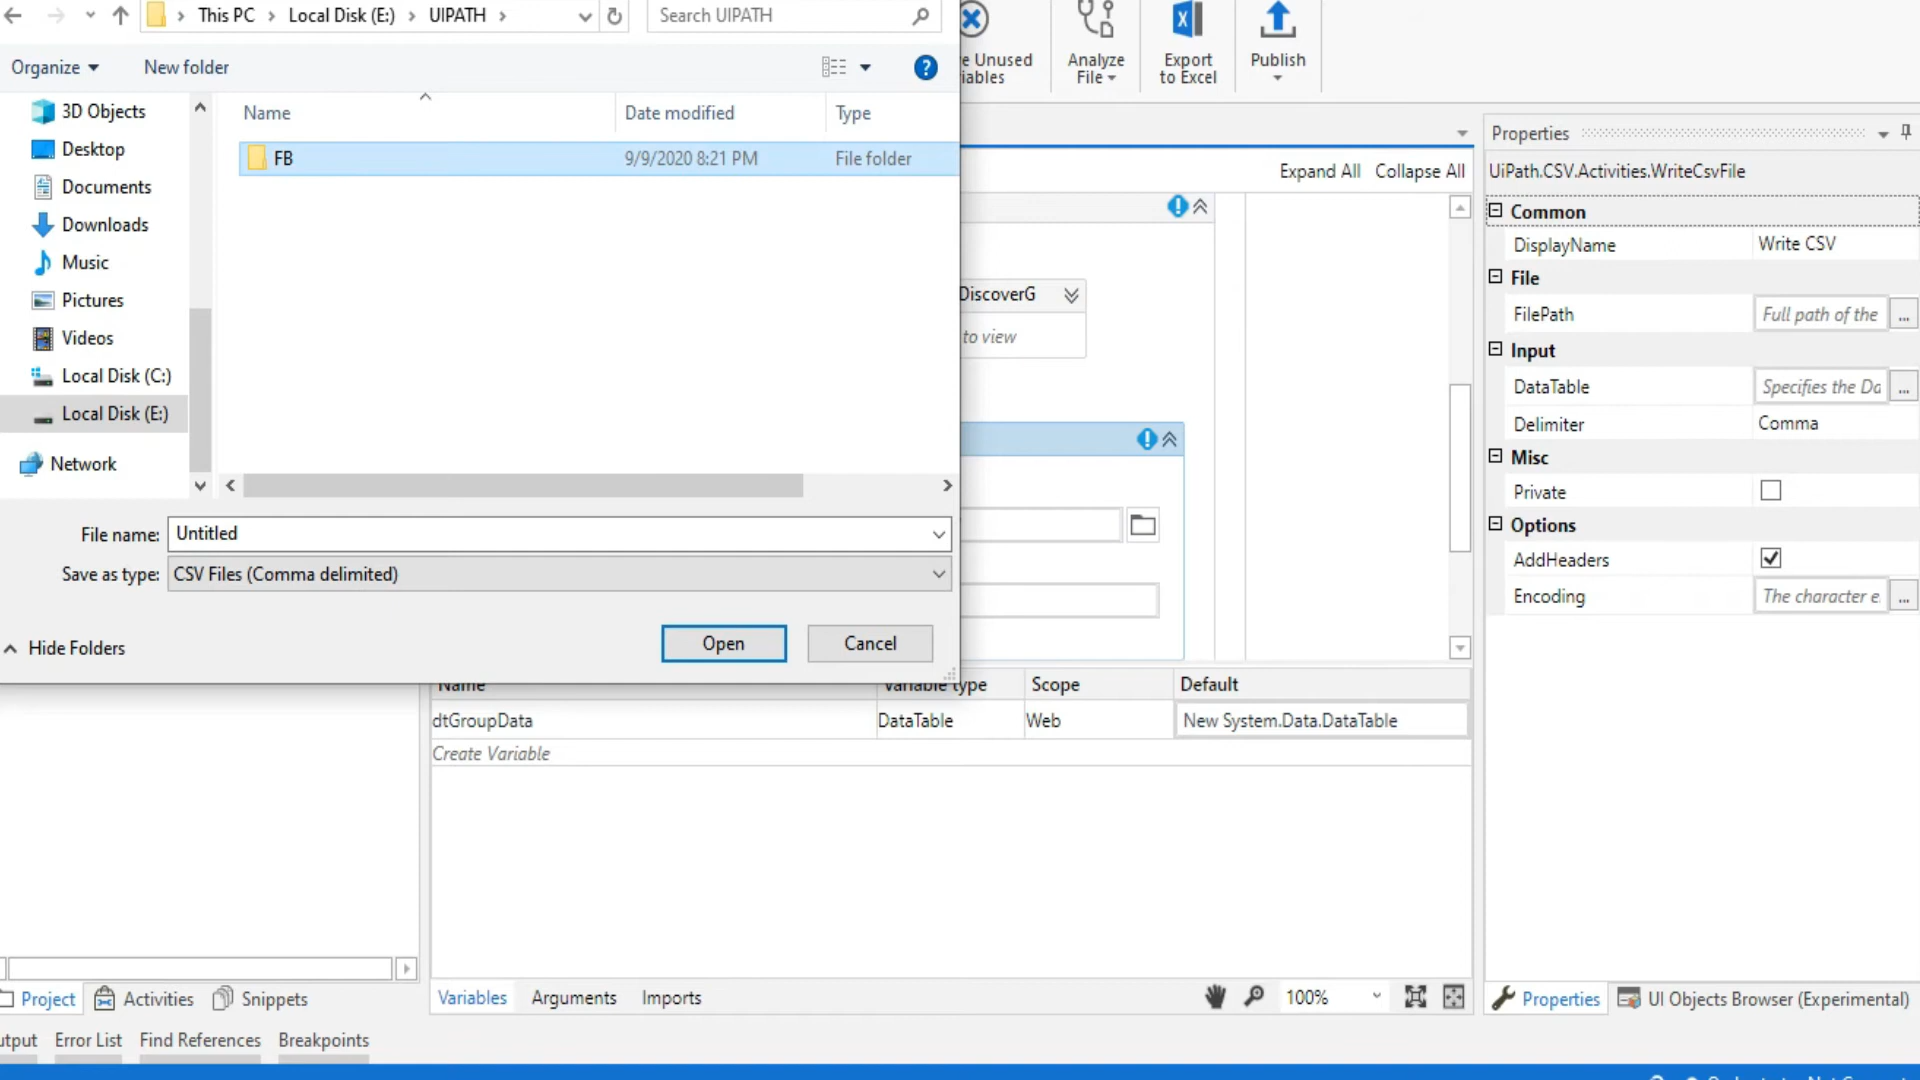 This PC
Local Disk (E:)
UIPATH
Search UIPATH
Organize
New folder
?
Name
Date modified
Type
FB
9/9/2020 8:21 PM
File folder
3D Objects
Desktop
Documents
Downloads
Music
Pictures
Videos
Local Disk (C:)
Local Disk (E:)
Network
File name:
Untitled
Save as type:
CSV Files (Comma delimited)
Hide Folders
Open
Cancel
Unused
Analyze
File
Export
to Excel
Publish
Expand All
Collapse All
DiscoverG
to view
Name
Variable type
Scope
Default
dtGroupData
DataTable
Web
New System.Data.DataTable
Create Variable
Variables
Arguments
Imports
100%
Properties
UiPath.CSV.Activities.WriteCsvFile
Common
DisplayName
Write CSV
File
FilePath
Full path of the
...
Input
DataTable
Specifies the Da
...
Delimiter
Comma
Misc
Private
Options
AddHeaders
Encoding
The character e
...
Properties
UI Objects Browser (Experimental)
Project
Activities
Snippets
Error List
Find References
Breakpoints